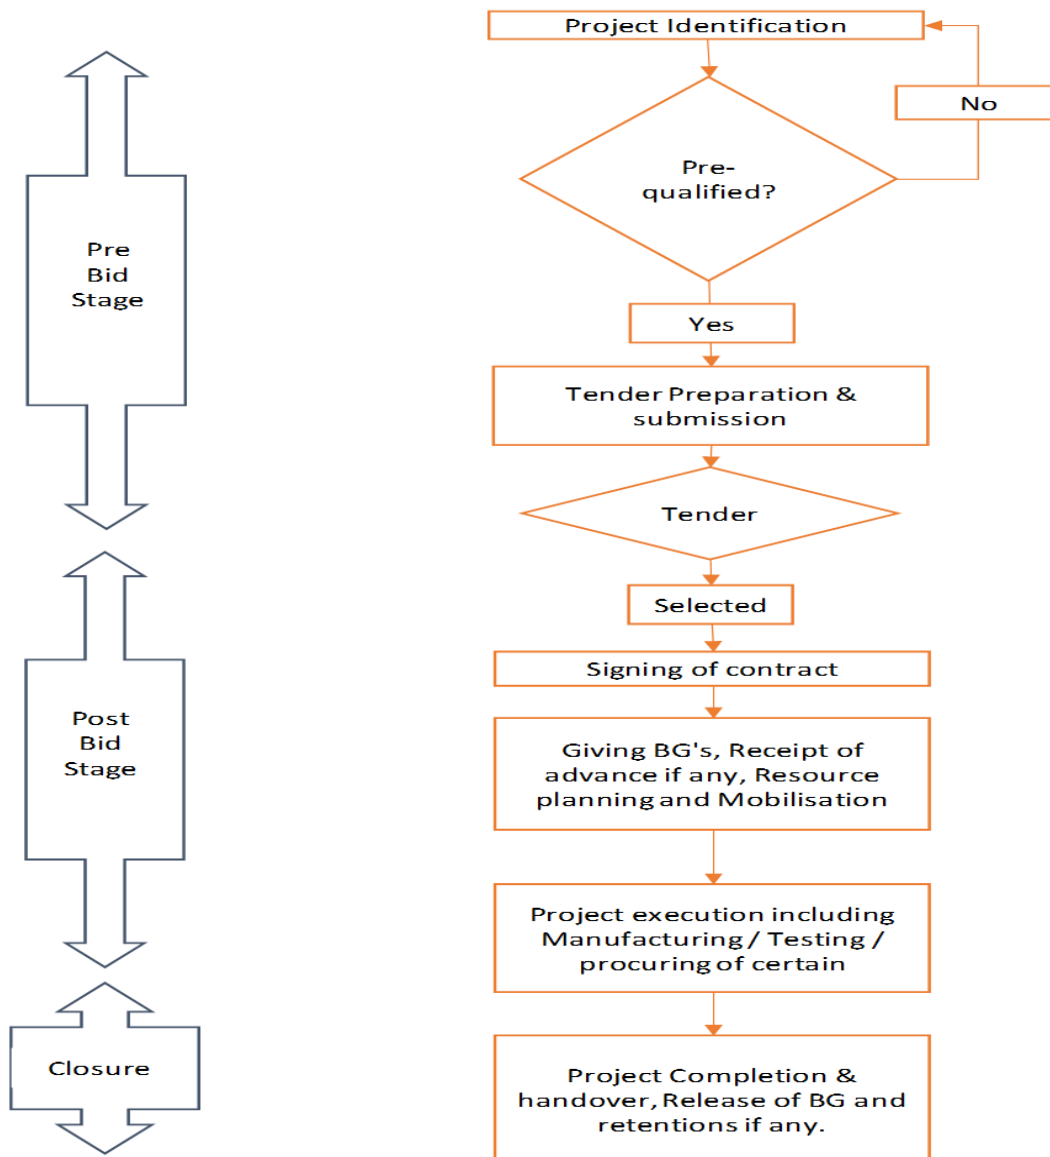 Project Identification
No
Pre-
qualified?
Pre
Bid
Stage
Yes
Tender Preparation &
submission
Tender
Selected
Signing of contract
Post
Bid
Stage
Giving BG's, Receipt of
advance if any, Resource
planning and Mobilisation
Project execution including
Manufacturing / Testing /
procuring of certain
Closure
Project Completion &
handover, Release of BG and
retentions if any.